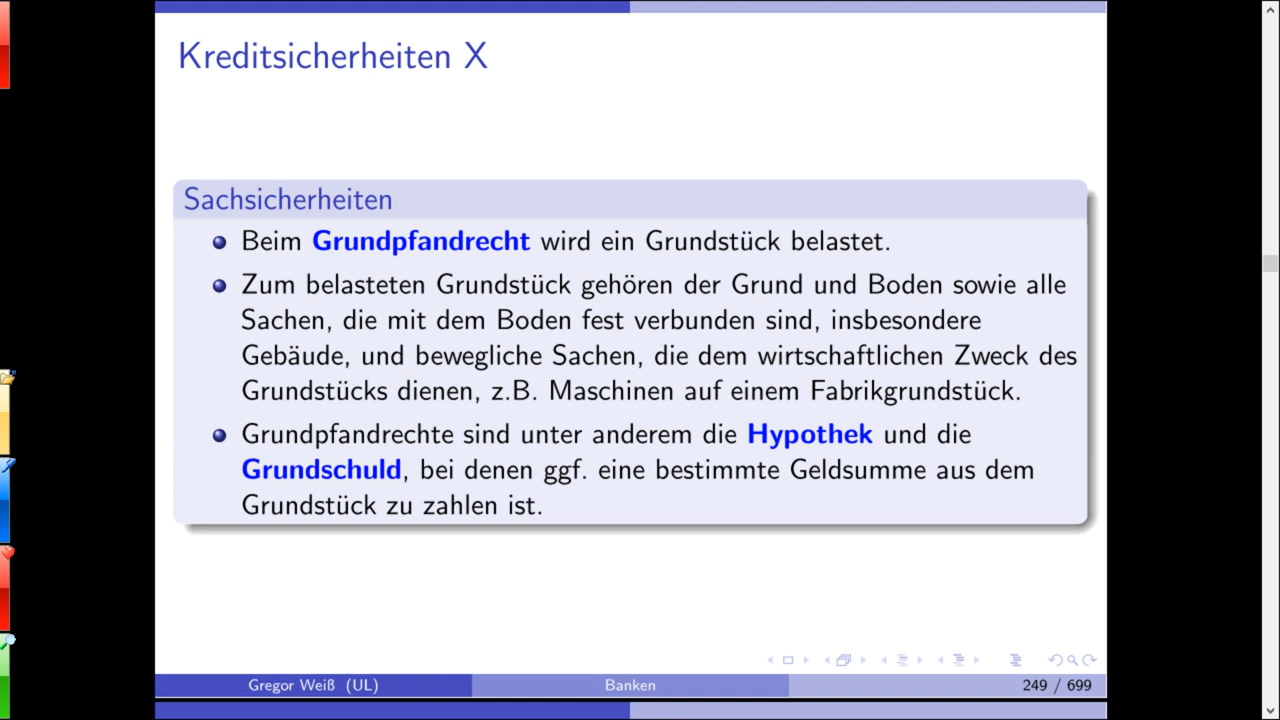 Kreditsicherheiten X
Sachsicherheiten
Beim Grundpfandrecht wird ein Grundstück belastet.
Zum belasteten Grundstück gehören der Grund und Boden sowie alle
Sachen, die mit dem Boden fest verbunden sind, insbesondere
Gebäude, und bewegliche Sachen, die dem wirtschaftlichen Zweck des
Grundstücks dienen, z.B. Maschinen auf einem Fabrikgrundstück.
Grundpfandrechte sind unter anderem die Hypothek und die
Grundschuld, bei denen ggf. eine bestimmte Geldsumme aus dem
Grundstück zu zahlen ist.
Gregor Weiß (UL) Banken 249 / 699